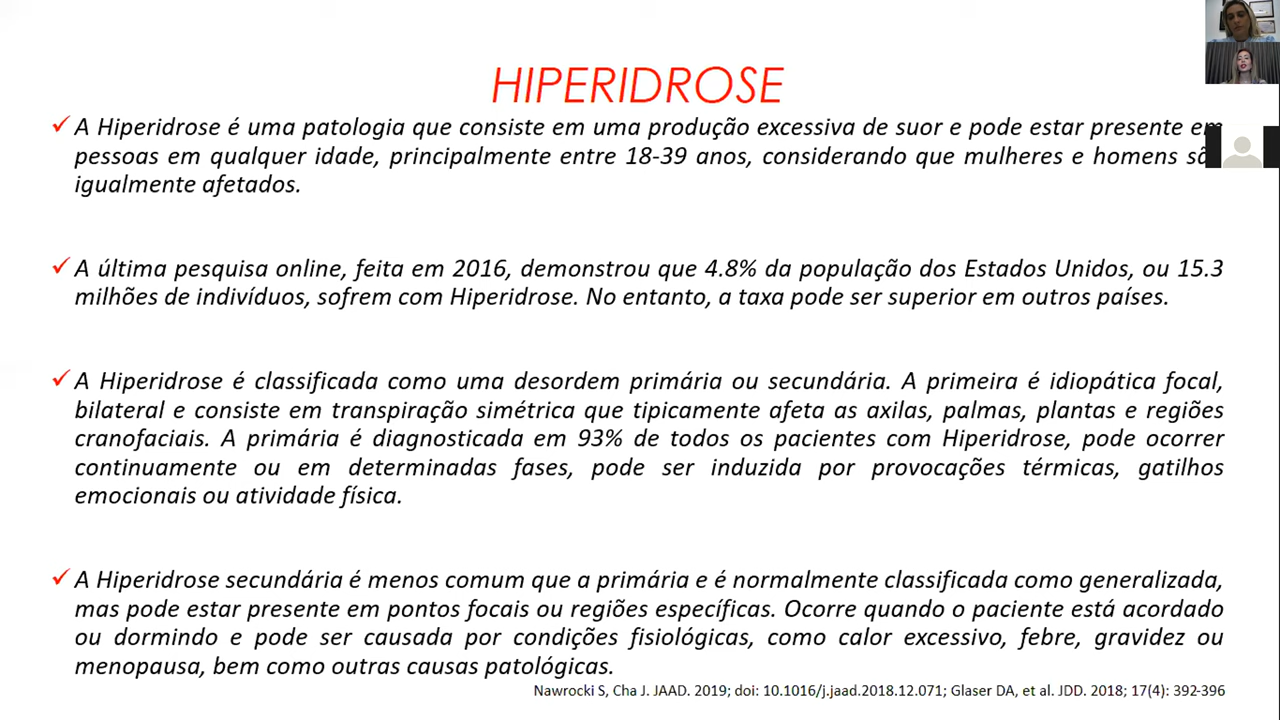 HIPERIDROSE
✓ A Hiperidrose é uma patologia que consiste em uma produção excessiva de suor e pode estar presente em
pessoas em qualquer idade, principalmente entre 18-39 anos, considerando que mulheres e homens são
igualmente afetados.
✓ A última pesquisa online, feita em 2016, demonstrou que 4.8% da população dos Estados Unidos, ou 15.3
milhões de indivíduos, sofrem com Hiperidrose. No entanto, a taxa pode ser superior em outros países.
✓ A Hiperidrose é classificada como uma desordem primária ou secundária. A primeira é idiopática focal,
bilateral e consiste em transpiração simétrica que tipicamente afeta as axilas, palmas, plantas e regiões
cranofaciais. A primária é diagnosticada em 93% de todos os pacientes com Hiperidrose, pode ocorrer
continuamente ou em determinadas fases, pode ser induzida por provocações térmicas, gatilhos
emocionais ou atividade física.
✓ A Hiperidrose secundária é menos comum que a primária e é normalmente classificada como generalizada,
mas pode estar presente em pontos focais ou regiões específicas. Ocorre quando o paciente está acordado
ou dormindo e pode ser causada por condições fisiológicas, como calor excessivo, febre, gravidez ou
menopausa, bem como outras causas patológicas.
Nawrocki S, Cha J. JAAD. 2019; doi: 10.1016/j.jaad.2018.12.071; Glaser DA, et al. JDD. 2018; 17(4): 392-396